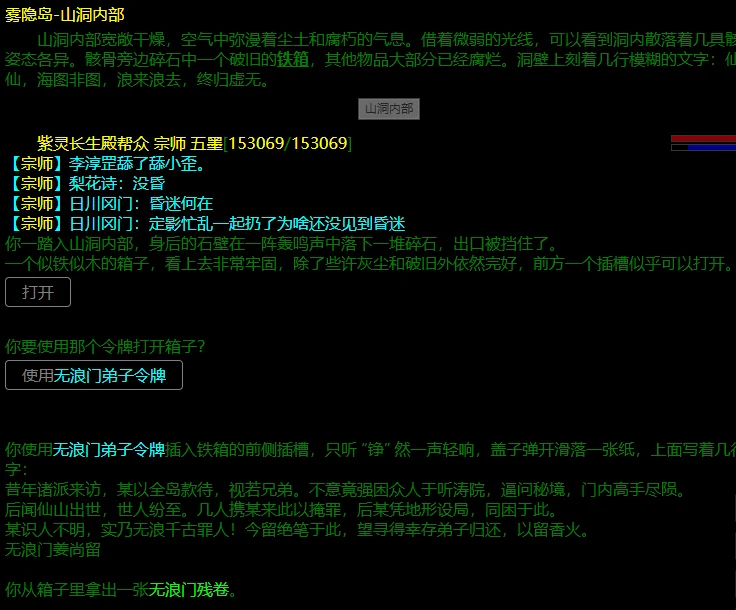 雾隐岛-山洞内部
山洞内部宽敞干燥，空气中弥漫着尘土和腐朽的气息。借着微弱的光线，可以看到洞内散落着几具骸
姿态各异。骸骨旁边碎石中一个破旧的铁箱，其他物品大部分已经腐烂。洞壁上刻着几行模糊的文字：仙
仙，海图非图，浪来浪去，终归虚无。
山洞内部
紫灵长生殿帮众 宗师 五墨[153069/153069]
【宗师】李淳罡舔了舔小歪。
【宗师】梨花诗：没昏
【宗师】日川冈门：昏迷何在
【宗师】日川冈门：定影忙乱一起扔了为啥还没见到昏迷
你一踏入山洞内部，身后的石壁在一阵轰鸣声中落下一堆碎石，出口被挡住了。
一个似铁似木的箱子，看上去非常牢固，除了些许灰尘和破旧外依然完好，前方一个插槽似乎可以打开。
打开
你要使用那个令牌打开箱子？
使用无浪门弟子令牌
你使用无浪门弟子令牌插入铁箱的前侧插槽，只听 “铮” 然一声轻响，盖子弹开滑落一张纸，上面写着几行
字：
昔年诸派来访，某以全岛款待，视若兄弟。不意竟强囚众人于听涛院，逼问秘境，门内高手尽陨。
后闻仙山出世，世人纷至。几人携某来此以掩罪，后某凭地形设局，同困于此。
某识人不明，实乃无浪千古罪人！今留绝笔于此，望寻得幸存弟子归还，以留香火。
无浪门姜尚留
你从箱子里拿出一张无浪门残卷。